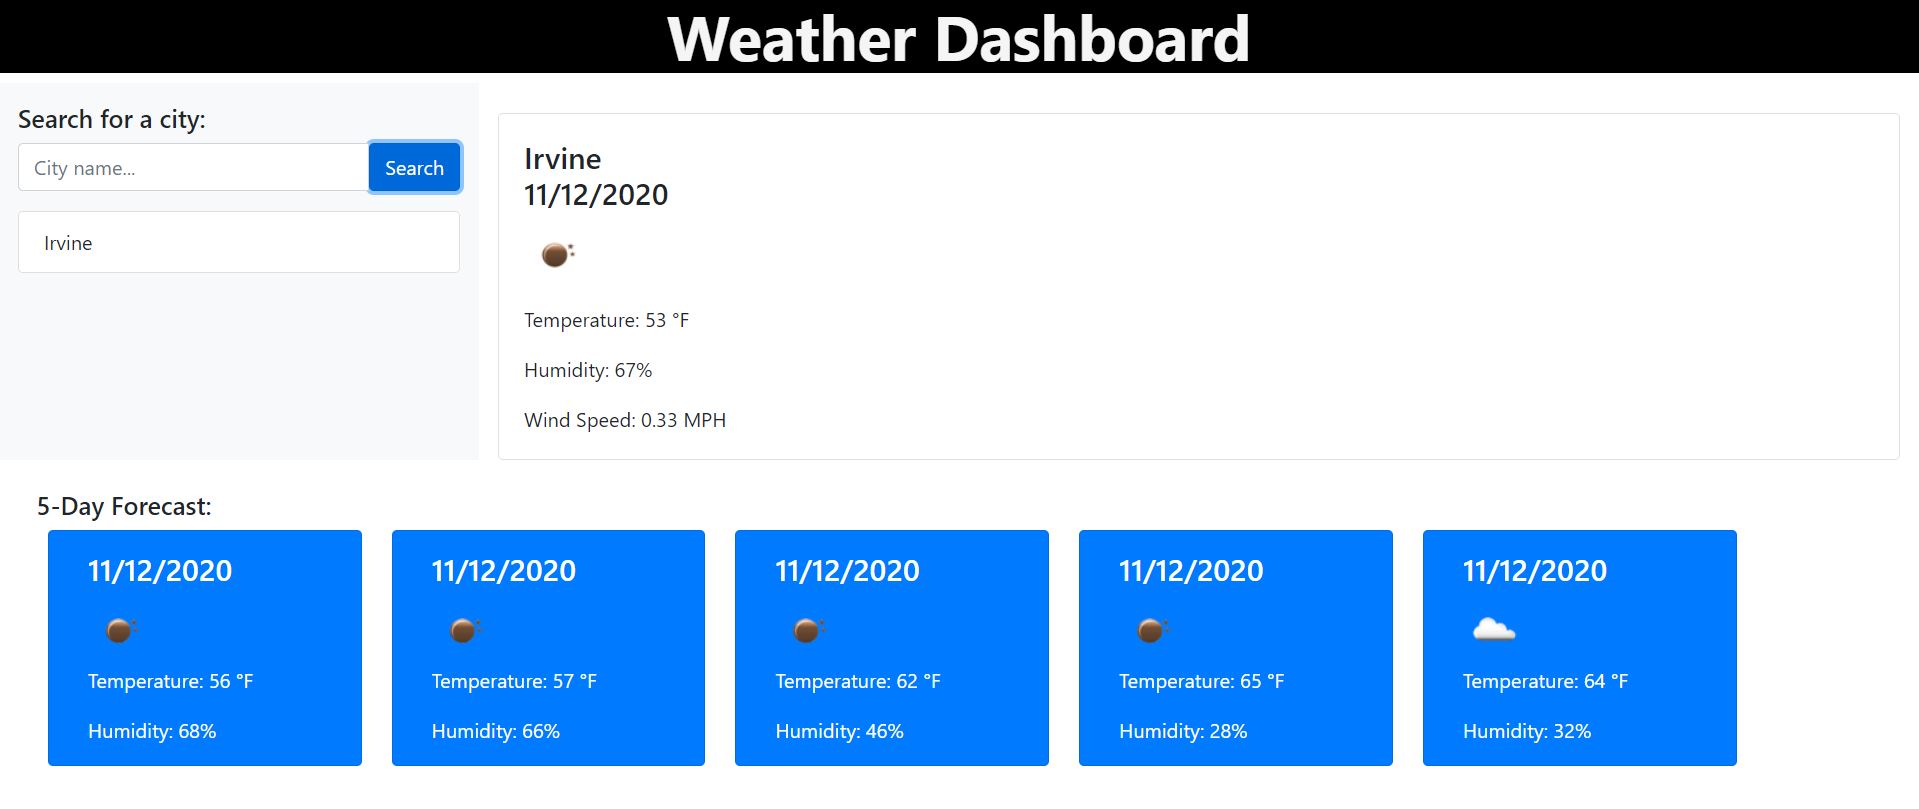 Weather Dashboard
Search for a city:
City name...
Search
Irvine
Irvine
11/12/2020
Temperature: 53 °F
Humidity: 67%
Wind Speed: 0.33 MPH
5-Day Forecast:
11/12/2020
Temperature: 56 °F
Humidity: 68%
11/12/2020
Temperature: 57 °F
Humidity: 66%
11/12/2020
Temperature: 62 °F
Humidity: 46%
11/12/2020
Temperature: 65 °F
Humidity: 28%
11/12/2020
Temperature: 64 °F
Humidity: 32%